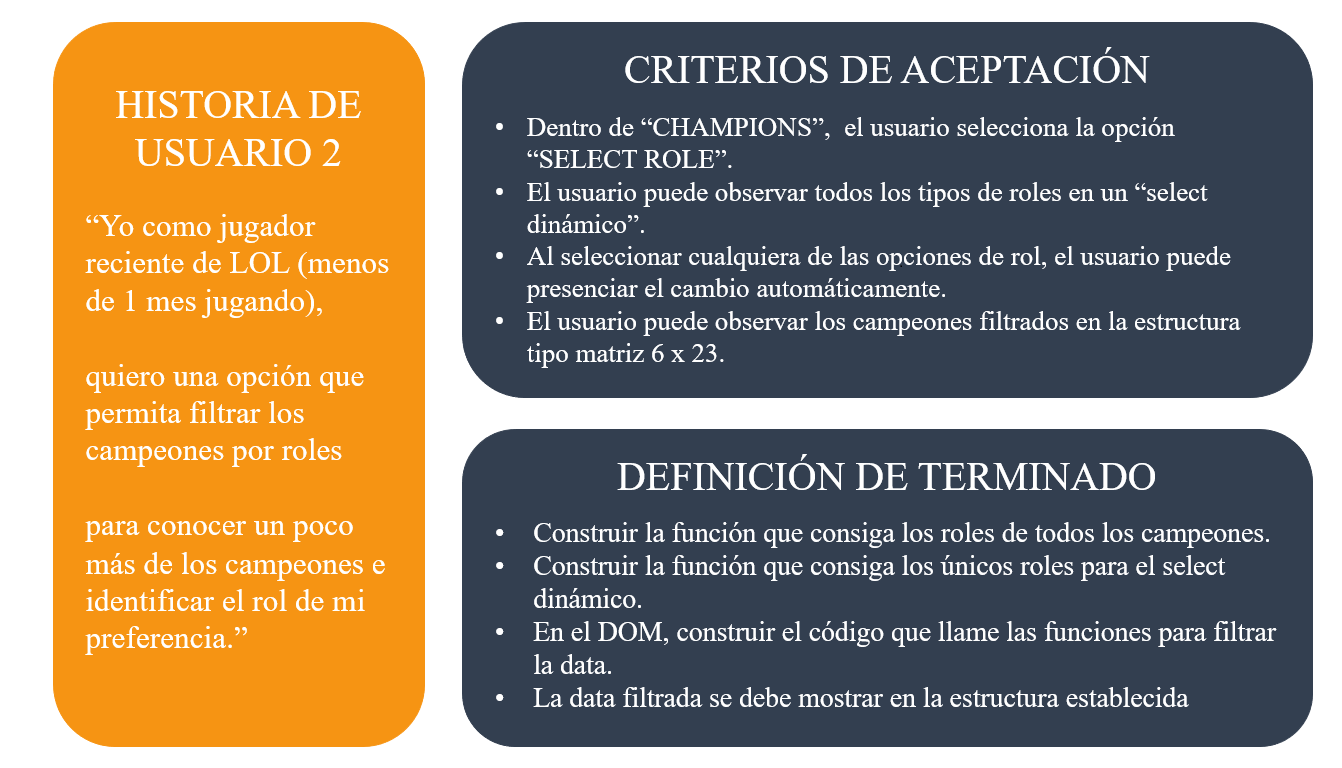 HISTORIA DE
USUARIO 2
“Yo como jugador
reciente de LOL (menos
de 1 mes jugando),
quiero una opción que
permita filtrar los
campeones por roles
para conocer un poco
más de los campeones e
identificar el rol de mi
preferencia.”
CRITERIOS DE ACEPTACIÓN
• Dentro de “CHAMPIONS”, el usuario selecciona la opción
“SELECT ROLE”.
• El usuario puede observar todos los tipos de roles en un “select
dinámico”.
• Al seleccionar cualquiera de las opciones de rol, el usuario puede
presenciar el cambio automáticamente.
• El usuario puede observar los campeones filtrados en la estructura
tipo matriz 6 x 23.
DEFINICIÓN DE TERMINADO
• Construir la función que consiga los roles de todos los campeones.
• Construir la función que consiga los únicos roles para el select
dinámico.
• En el DOM, construir el código que llame las funciones para filtrar
la data.
• La data filtrada se debe mostrar en la estructura establecida